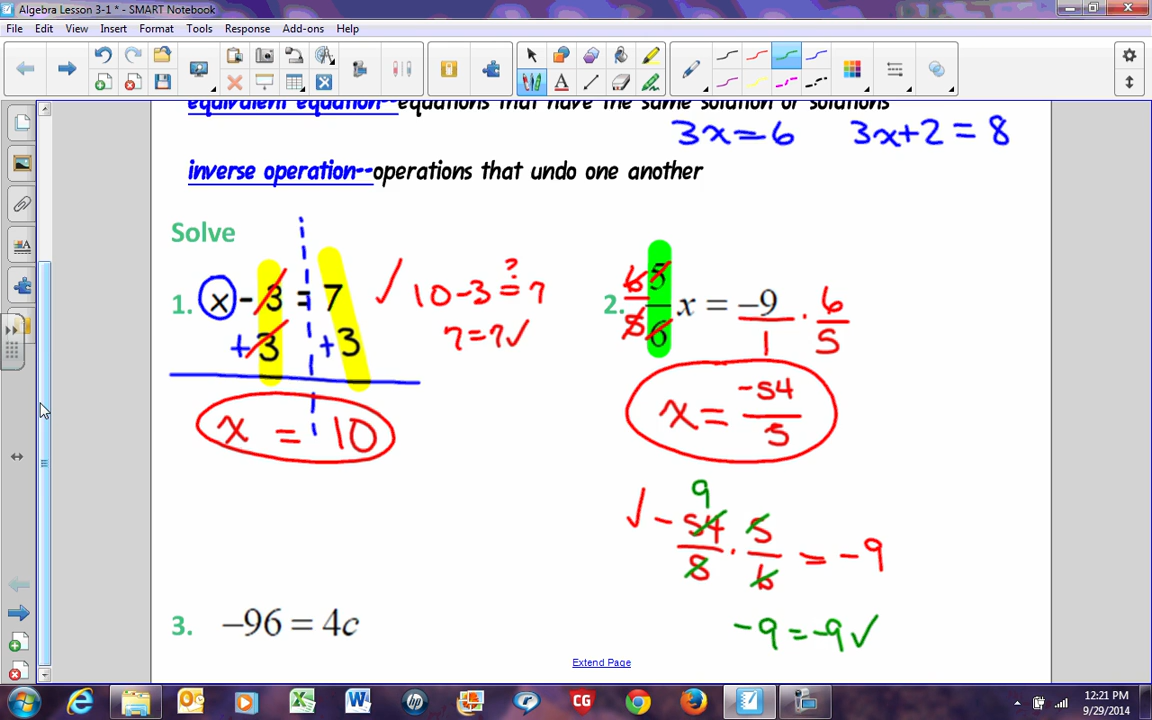 Algebra Lesson 3-1 * - SMART Notebook
File Edit View Insert Format Tools Response Add-ons Help
equivalent equation--equations that have the same solution or solutions
3x=6 3x+2=8
inverse operation--operations that undo one another
Solve
1. x - 3 = 7
+3 +3
x = 10
✓ 10-3 ?= 7
7=7✓
2. 6/5 5/6 x = -9/1 · 6/5
x = -54/5
✓ -54/5 · 5/6 = -9
9
-9=-9✓
3. -96 = 4c
Extend Page
CG
12:21 PM
9/29/2014